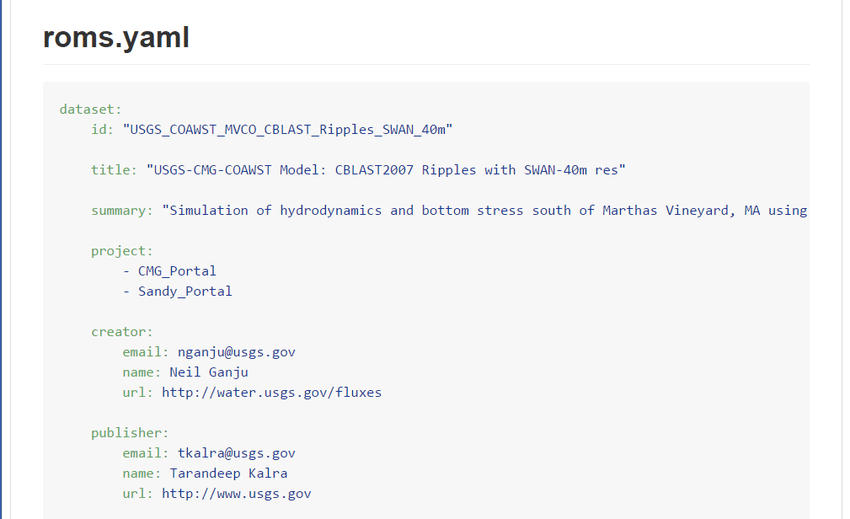 roms.yaml
dataset:
id: "USGS_COAWST_MVCO_CBLAST_Ripples_SWAN_40m"
title: "USGS-CMG-COAWST Model: CBLAST2007 Ripples with SWAN-40m res"
summary: "Simulation of hydrodynamics and bottom stress south of Marthas Vineyard, MA using
project:
- CMG_Portal
- Sandy_Portal
creator:
email: nganju@usgs.gov
name: Neil Ganju
url: http://water.usgs.gov/fluxes
publisher:
email: tkalra@usgs.gov
name: Tarandeep Kalra
url: http://www.usgs.gov